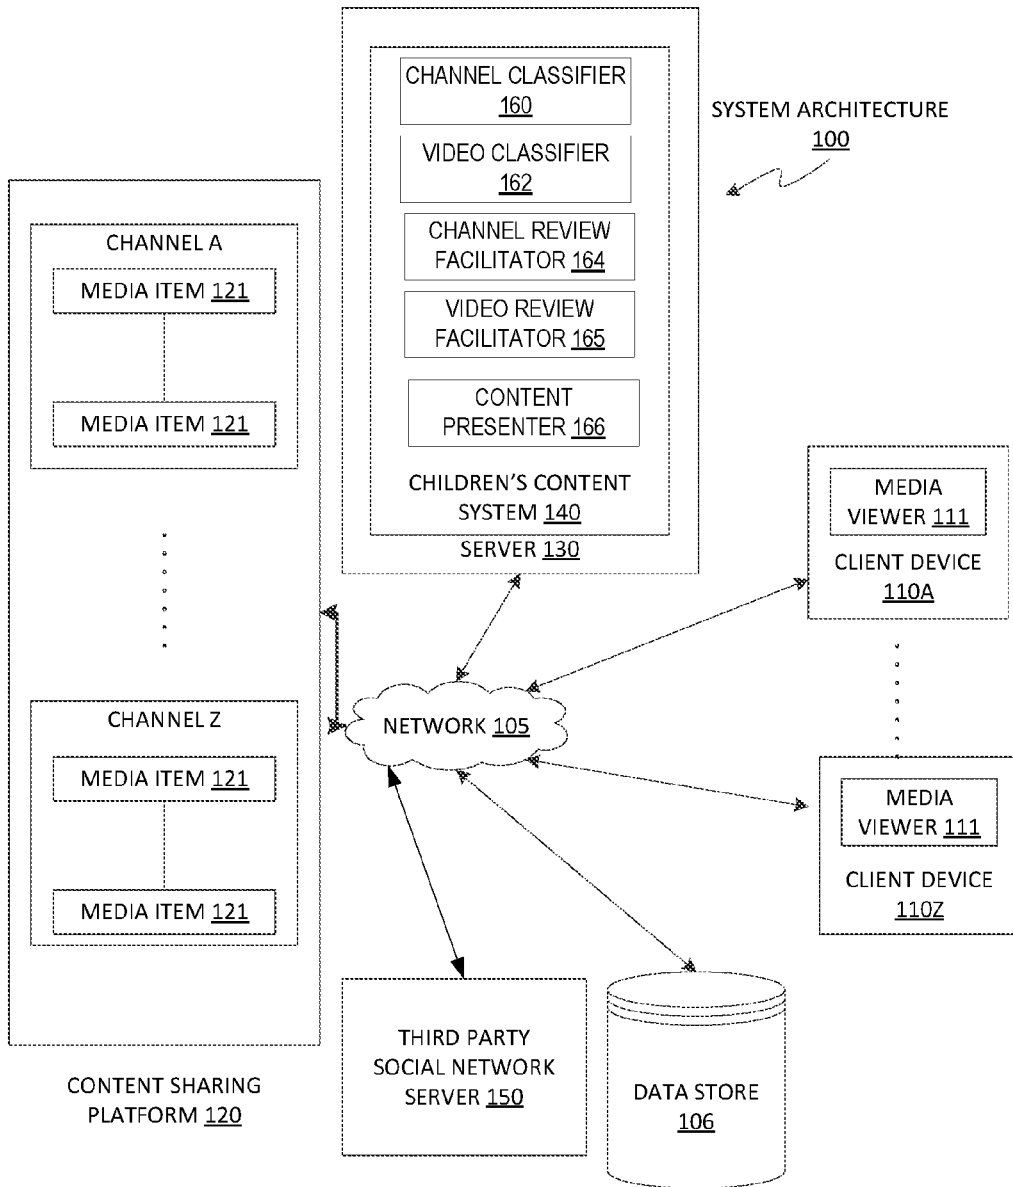 CHANNEL CLASSIFIER
160
VIDEO CLASSIFIER
162
CHANNEL REVIEW
FACILITATOR 164
VIDEO REVIEW
FACILITATOR 165
CONTENT
PRESENTER 166
CHILDREN'S CONTENT
SYSTEM 140
SERVER 130
SYSTEM ARCHITECTURE
100
CHANNEL A
MEDIA ITEM 121
MEDIA ITEM 121
CHANNEL Z
MEDIA ITEM 121
MEDIA ITEM 121
CONTENT SHARING
PLATFORM 120
NETWORK 105
MEDIA
VIEWER 111
CLIENT DEVICE
110A
MEDIA
VIEWER 111
CLIENT DEVICE
110Z
THIRD PARTY
SOCIAL NETWORK
SERVER 150
DATA STORE
106